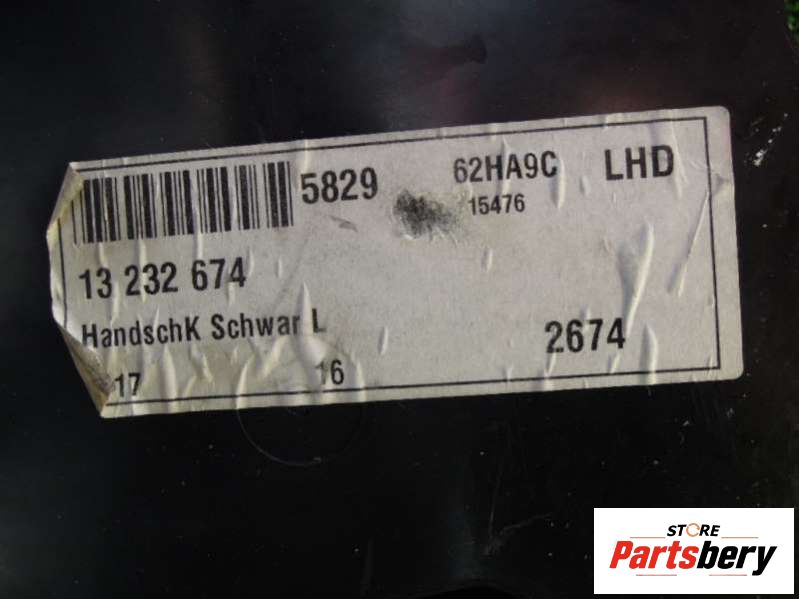 5829 62HA9C LHD
15476
13 232 674
HandschK Schwar L
2674
17 16
STORE
Partsbery